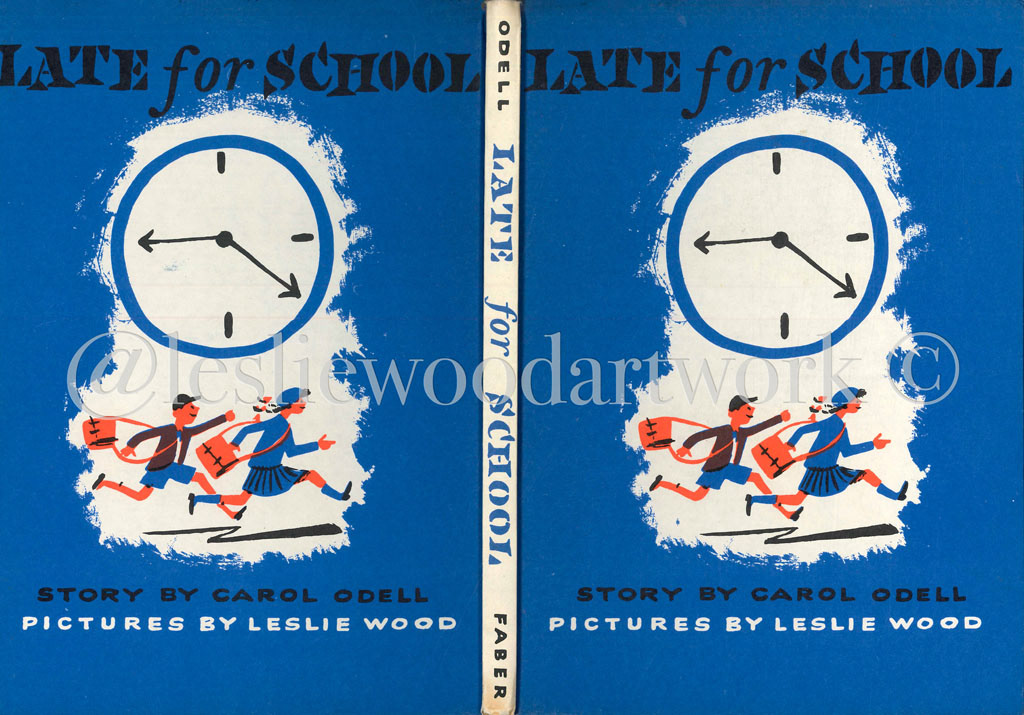 LATE for SCHOOL
STORY BY CAROL ODELL
PICTURES BY LESLIE WOOD
ODELL LATE for SCHOOL FABER
LATE for SCHOOL
STORY BY CAROL ODELL
PICTURES BY LESLIE WOOD
@lesliewoodartwork ©